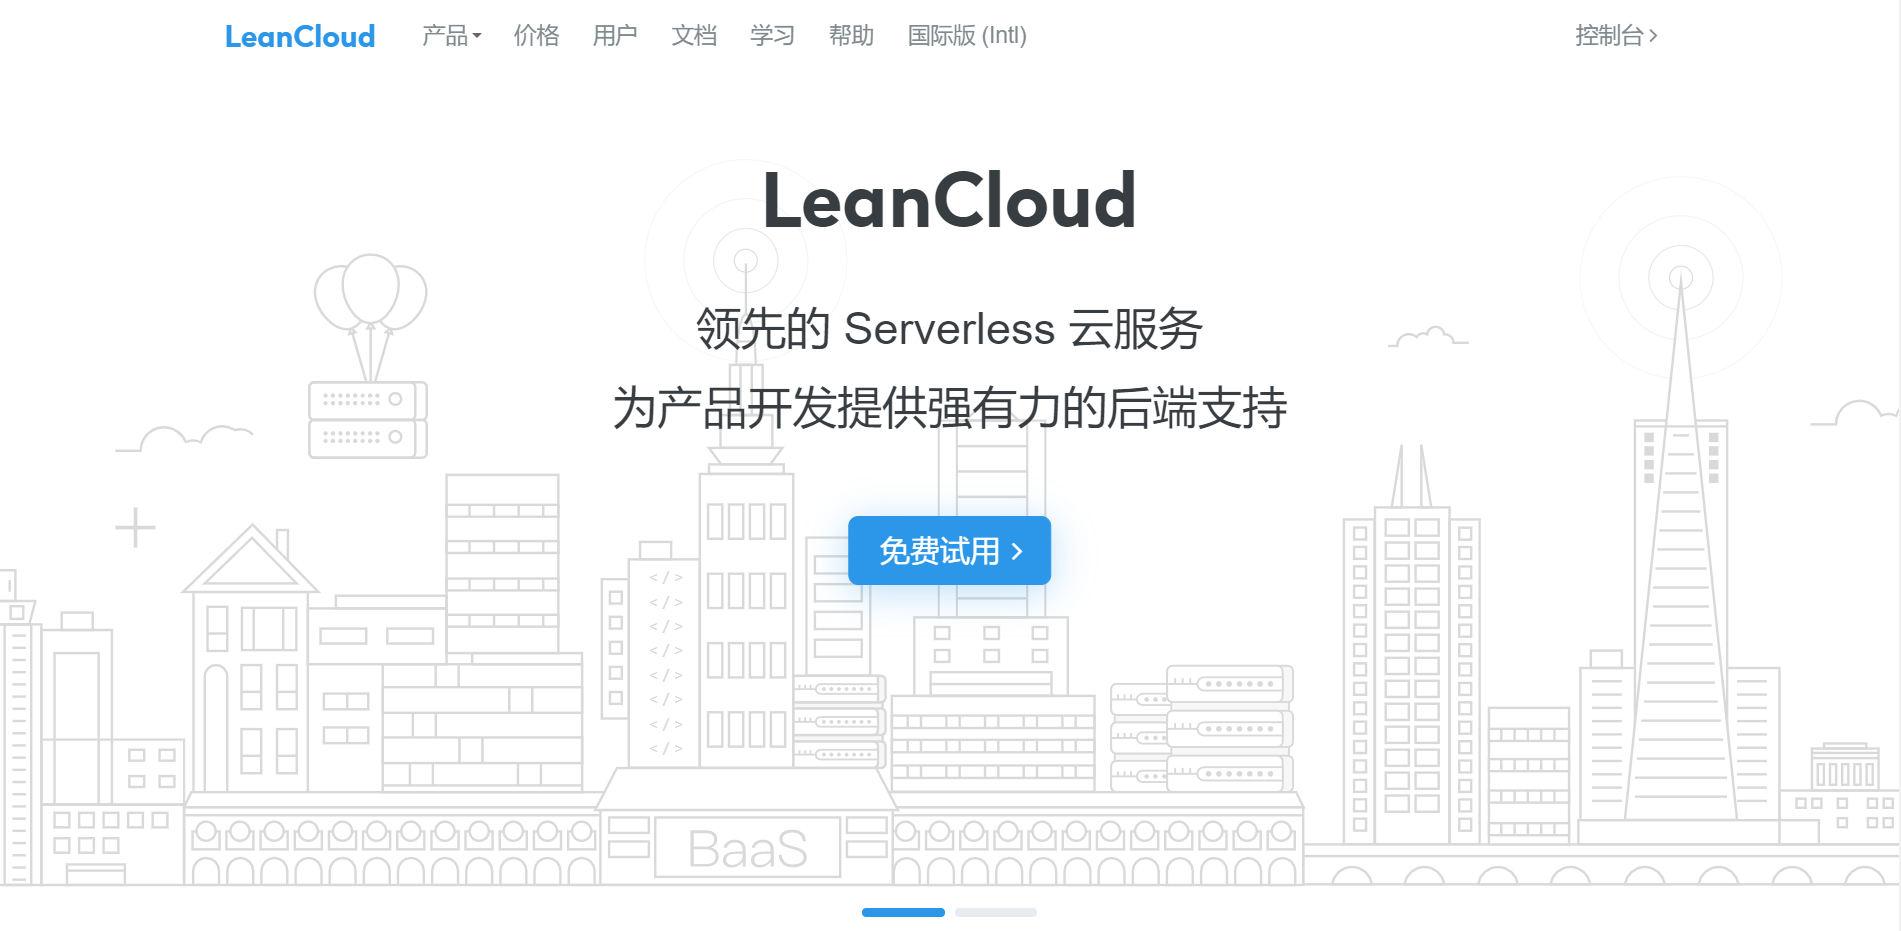 LeanCloud 产品 价格 用户 文档 学习 帮助 国际版 (Intl) 控制台
LeanCloud
领先的 Serverless 云服务
为产品开发提供强有力的后端支持
免费试用
</>
</>
</>
</>
</>
</>
</>
</>
BaaS